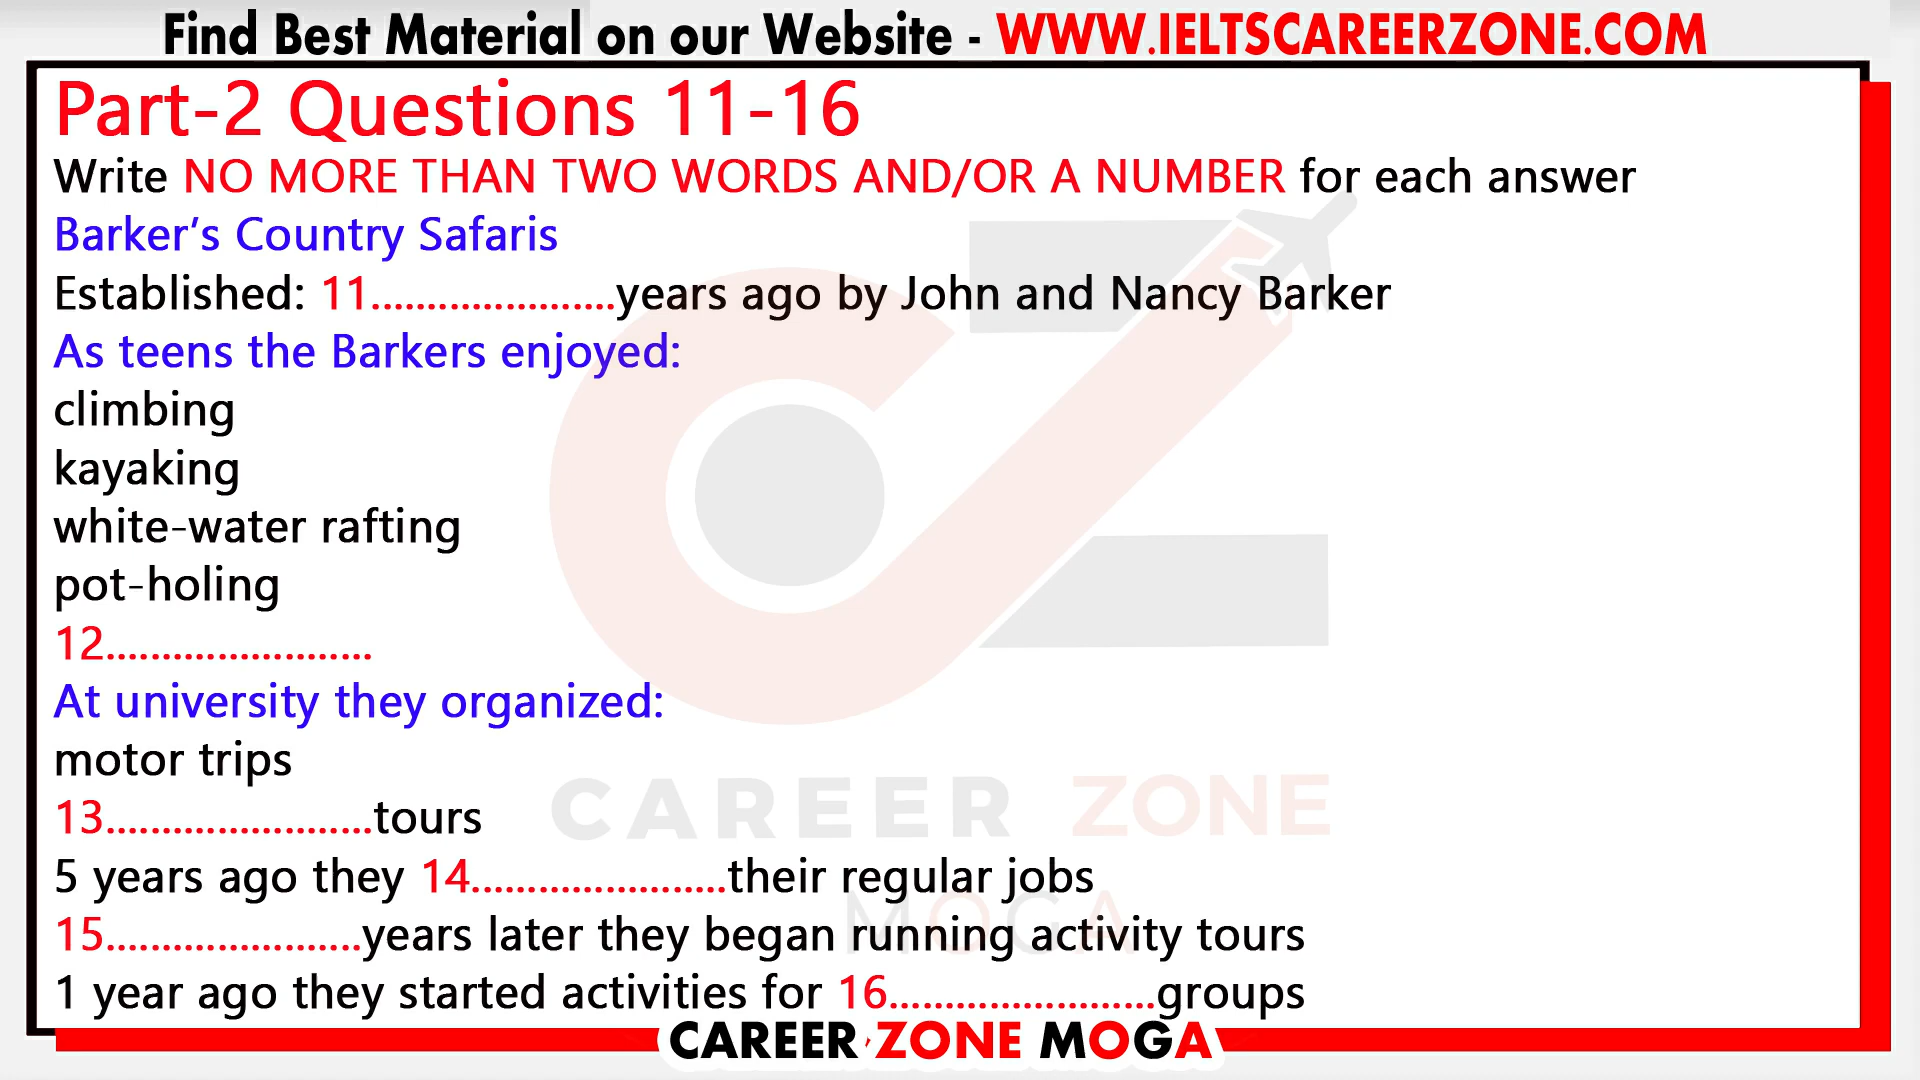 Find Best Material on our Website - WWW.IELTSCAREERZONE.COM
Part-2 Questions 11-16
Write NO MORE THAN TWO WORDS AND/OR A NUMBER for each answer
Barker’s Country Safaris
Established: 11......................years ago by John and Nancy Barker
As teens the Barkers enjoyed:
climbing
kayaking
white-water rafting
pot-holing
12........................
At university they organized:
motor trips
CAREER ZONE
13........................tours
5 years ago they 14.......................their regular jobs
MOGA
15.......................years later they began running activity tours
1 year ago they started activities for 16........................groups
CAREER ZONE MOGA